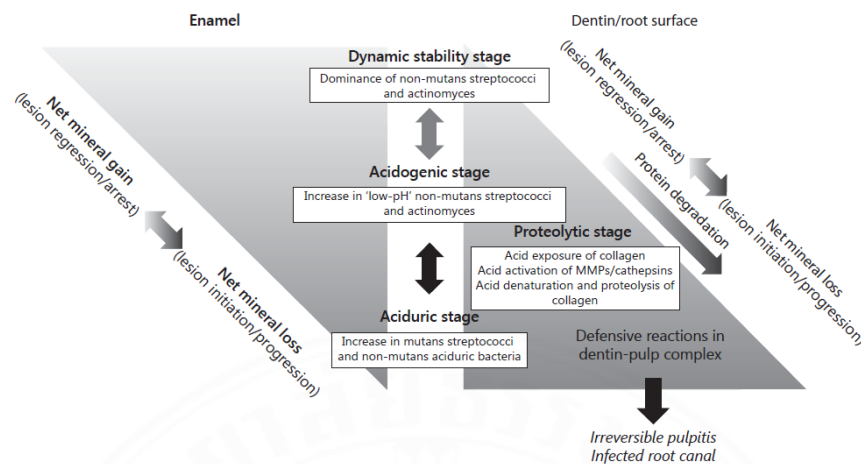 Enamel
Dentin/root surface
Dynamic stability stage
Dominance of non-mutans streptococci
and actinomyces
Net mineral gain
(lesion regression/arrest)
Net mineral gain
(lesion regression/arrest)
Acidogenic stage
Increase in 'low-pH' non-mutans streptococci
and actinomyces
Protein degradation
Net mineral loss
(lesion initiation/progression)
Proteolytic stage
Acid exposure of collagen
Acid activation of MMPs/cathepsins
Acid denaturation and proteolysis of
collagen
Net mineral loss
(lesion initiation/progression)
Aciduric stage
Increase in mutans streptococci
and non-mutans aciduric bacteria
Defensive reactions in
dentin-pulp complex
Irreversible pulpitis
Infected root canal